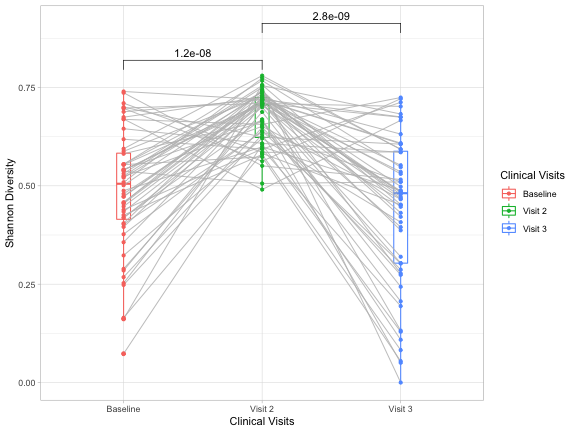 2.8e-09
1.2e-08
0.75
0.50
0.25
0.00
Shannon Diversity
Baseline
Visit 2
Visit 3
Clinical Visits
Clinical Visits
Baseline
Visit 2
Visit 3